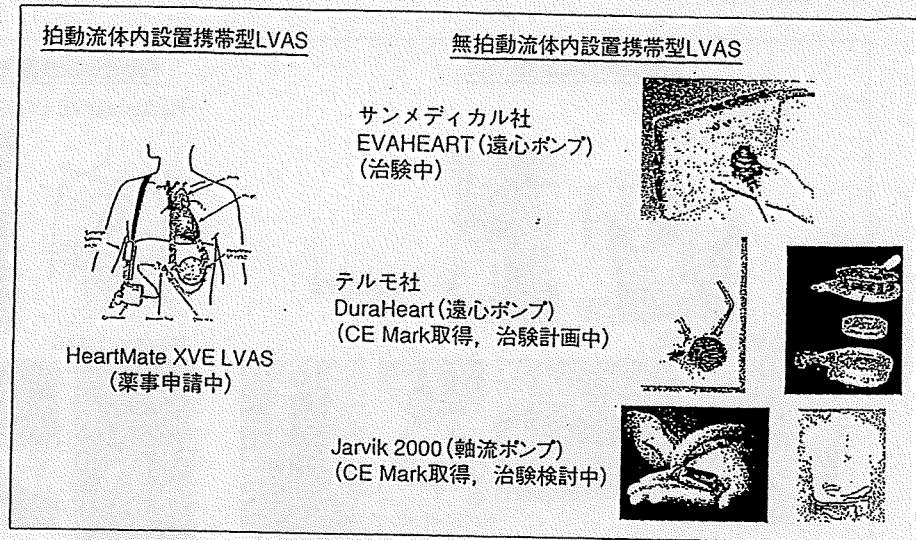 拍動流体内設置携帯型LVAS
無拍動流体内設置携帯型LVAS
サンメディカル社
EVAHEART(遠心ポンプ)
(治験中)
テルモ社
DuraHeart(遠心ポンプ)
(CE Mark取得,治験計画中)
HeartMate XVE LVAS
(薬事申請中)
Jarvik 2000(軸流ポンプ)
(CE Mark取得,治験検討中)